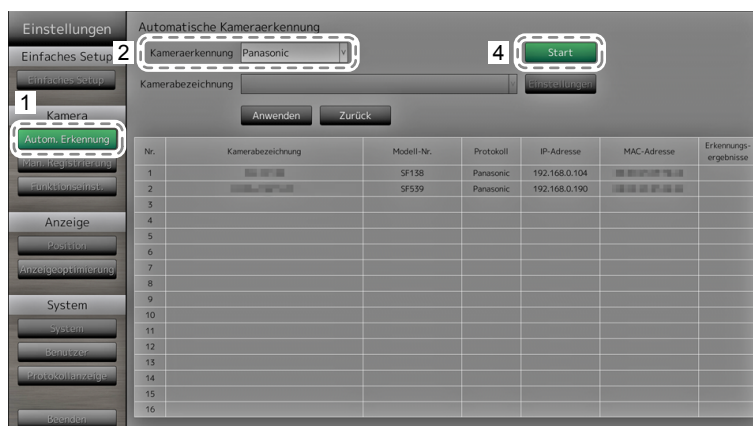 Einstellungen
Einfaches Setup
Einfaches Setup
1
Kamera
Autom. Erkennung
Man. Registrierung
Funktionseinst.
Anzeige
Position
Anzeigeoptimierung
System
System
Benutzer
Protokollanzeige
Beenden
Automatische Kameraerkennung
2 Kameraerkennung Panasonic 4 Start
Kamerabezeichnung Einstellungen
Anwenden Zurück
Nr. Kamerabezeichnung Modell-Nr. Protokoll IP-Adresse MAC-Adresse Erkennungs-
ergebnisse
1 SF138 Panasonic 192.168.0.104
2 SF539 Panasonic 192.168.0.190
3
4
5
6
7
8
9
10
11
12
13
14
15
16